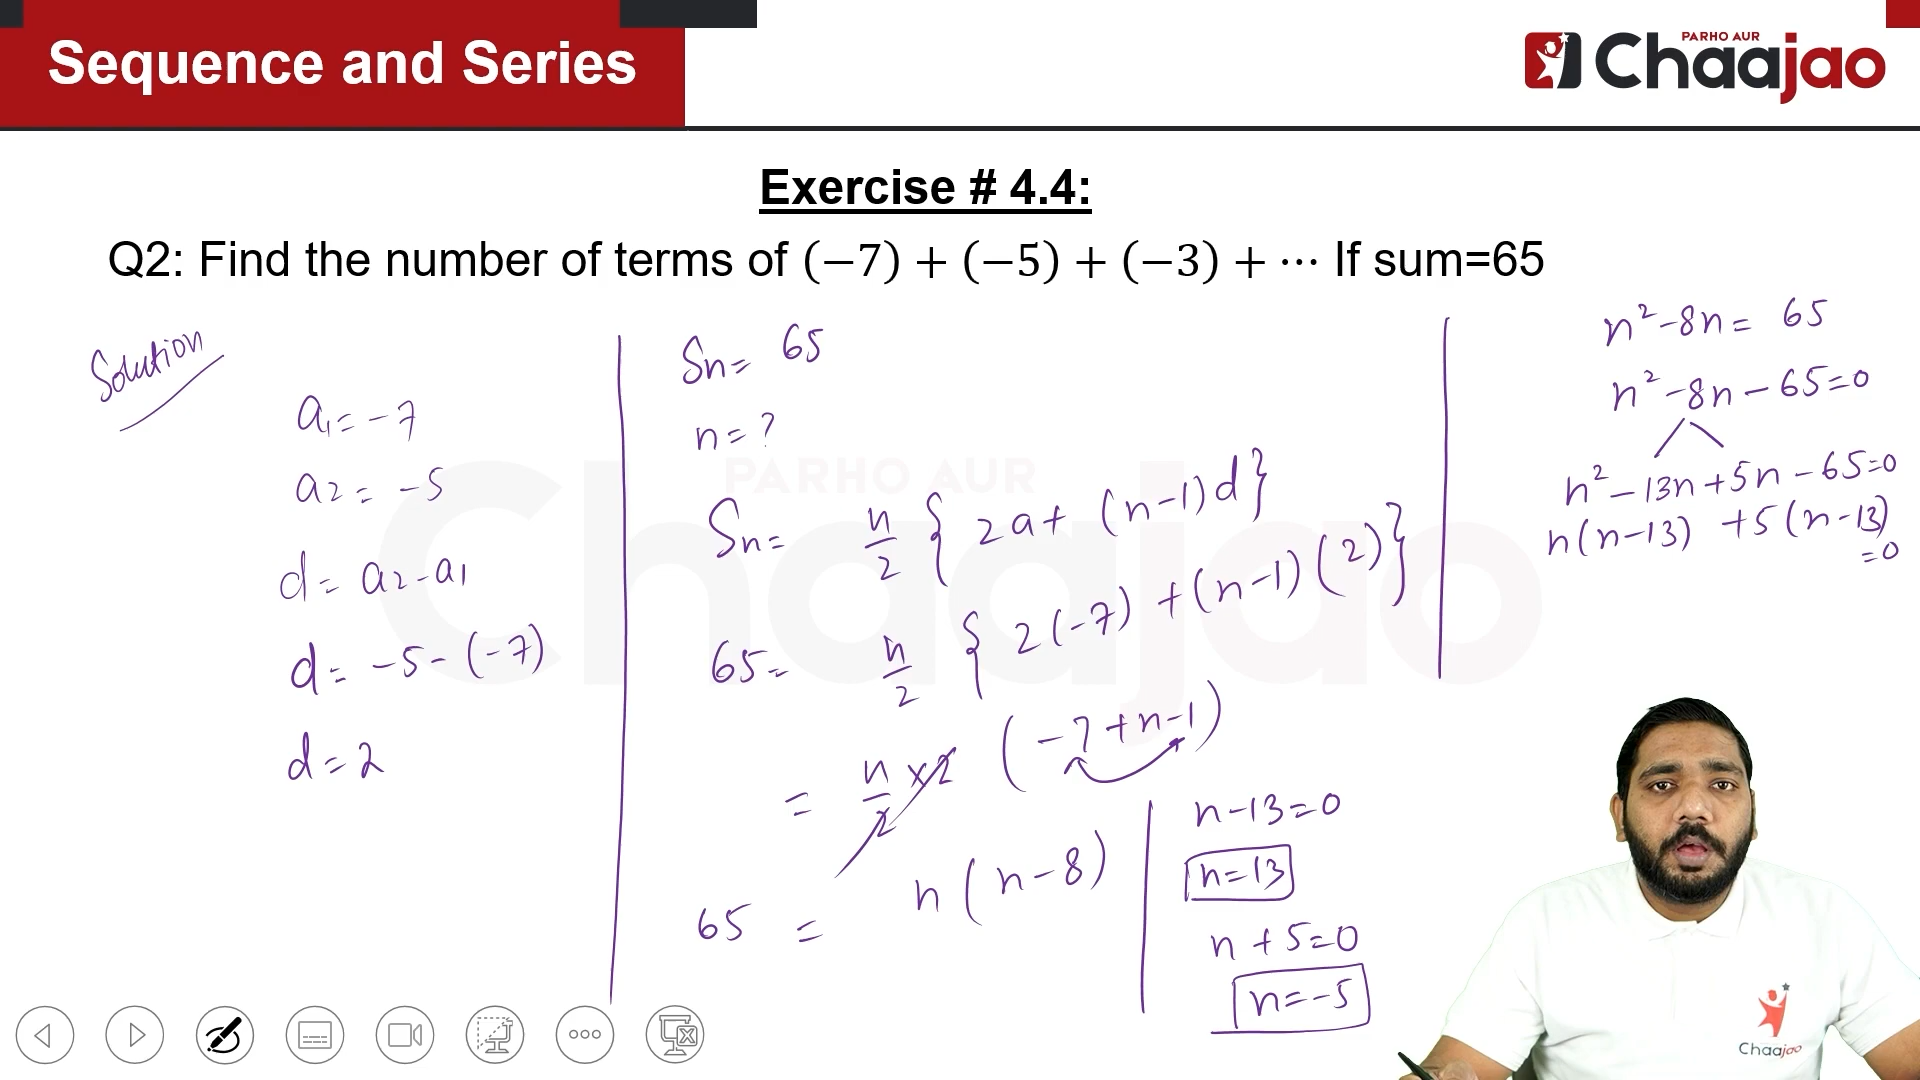 Sequence and Series
PARHO AUR
Chaajao
Exercise # 4.4:
Q2: Find the number of terms of (−7) + (−5) + (−3) + ⋯ If sum=65
Solution
a₁ = -7
a2 = -5
d = a2 - a1
d = -5 - (-7)
d = 2
Sn = 65
n = ?
Sn = n/2 { 2a + (n-1)d }
65 = n/2 { 2(-7) + (n-1)(2) }
= n/2 × 2 (-7 + n - 1)
65 = n(n-8)
n-13=0
n=13
n+5=0
n=-5
n² - 8n = 65
n² - 8n - 65 = 0
n² - 13n + 5n - 65 = 0
n(n-13) + 5(n-13)
= 0
PARHO AUR
Chaajao
Chaajao